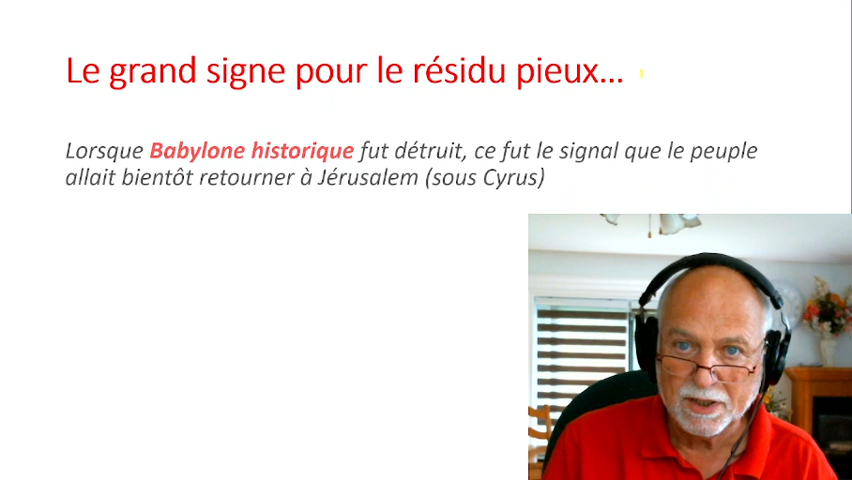 Le grand signe pour le résidu pieux...
Lorsque Babylone historique fut détruit, ce fut le signal que le peuple
allait bientôt retourner à Jérusalem (sous Cyrus)